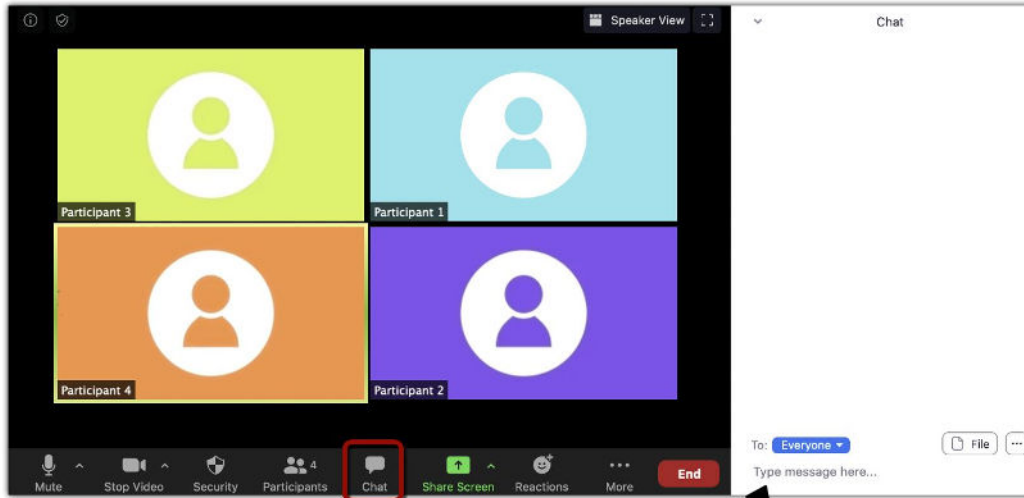 Speaker View
Chat
Participant 3
Participant 1
Participant 4
Participant 2
To: Everyone
File
Type message here...
4
Mute
Stop Video
Security
Participants
Chat
Share Screen
Reactions
More
End